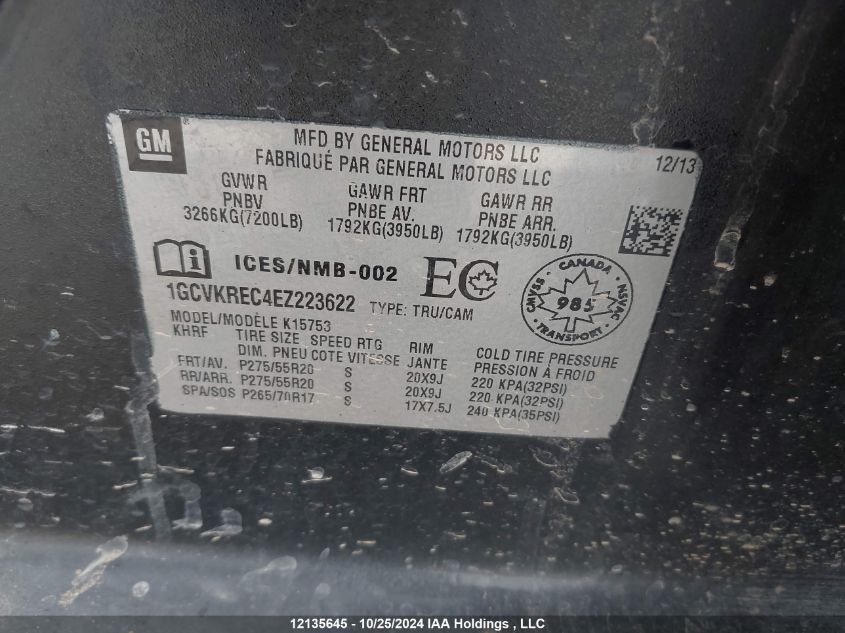 GM
MFD BY GENERAL MOTORS LLC
FABRIQUÉ PAR GENERAL MOTORS LLC
12/13
GVWR GAWR FRT GAWR RR
PNBV PNBE AV. PNBE ARR.
3266KG(7200LB) 1792KG(3950LB) 1792KG(3950LB)
ICES/NMB-002 EC
CANADA
CMVSS 985 NSVAC
TRANSPORT
1GCVKREC4EZ223622 TYPE: TRU/CAM
MODEL/MODÈLE K15753
KHRF TIRE SIZE SPEED RTG RIM COLD TIRE PRESSURE
DIM. PNEU COTE VITESSE JANTE PRESSION À FROID
FRT/AV. P275/55R20 S 20X9J 220 KPA(32PSI)
RR/ARR. P275/55R20 S 20X9J 220 KPA(32PSI)
SPA/SOS P265/70R17 S 17X7.5J 240 KPA(35PSI)
12135645 - 10/25/2024 IAA Holdings , LLC